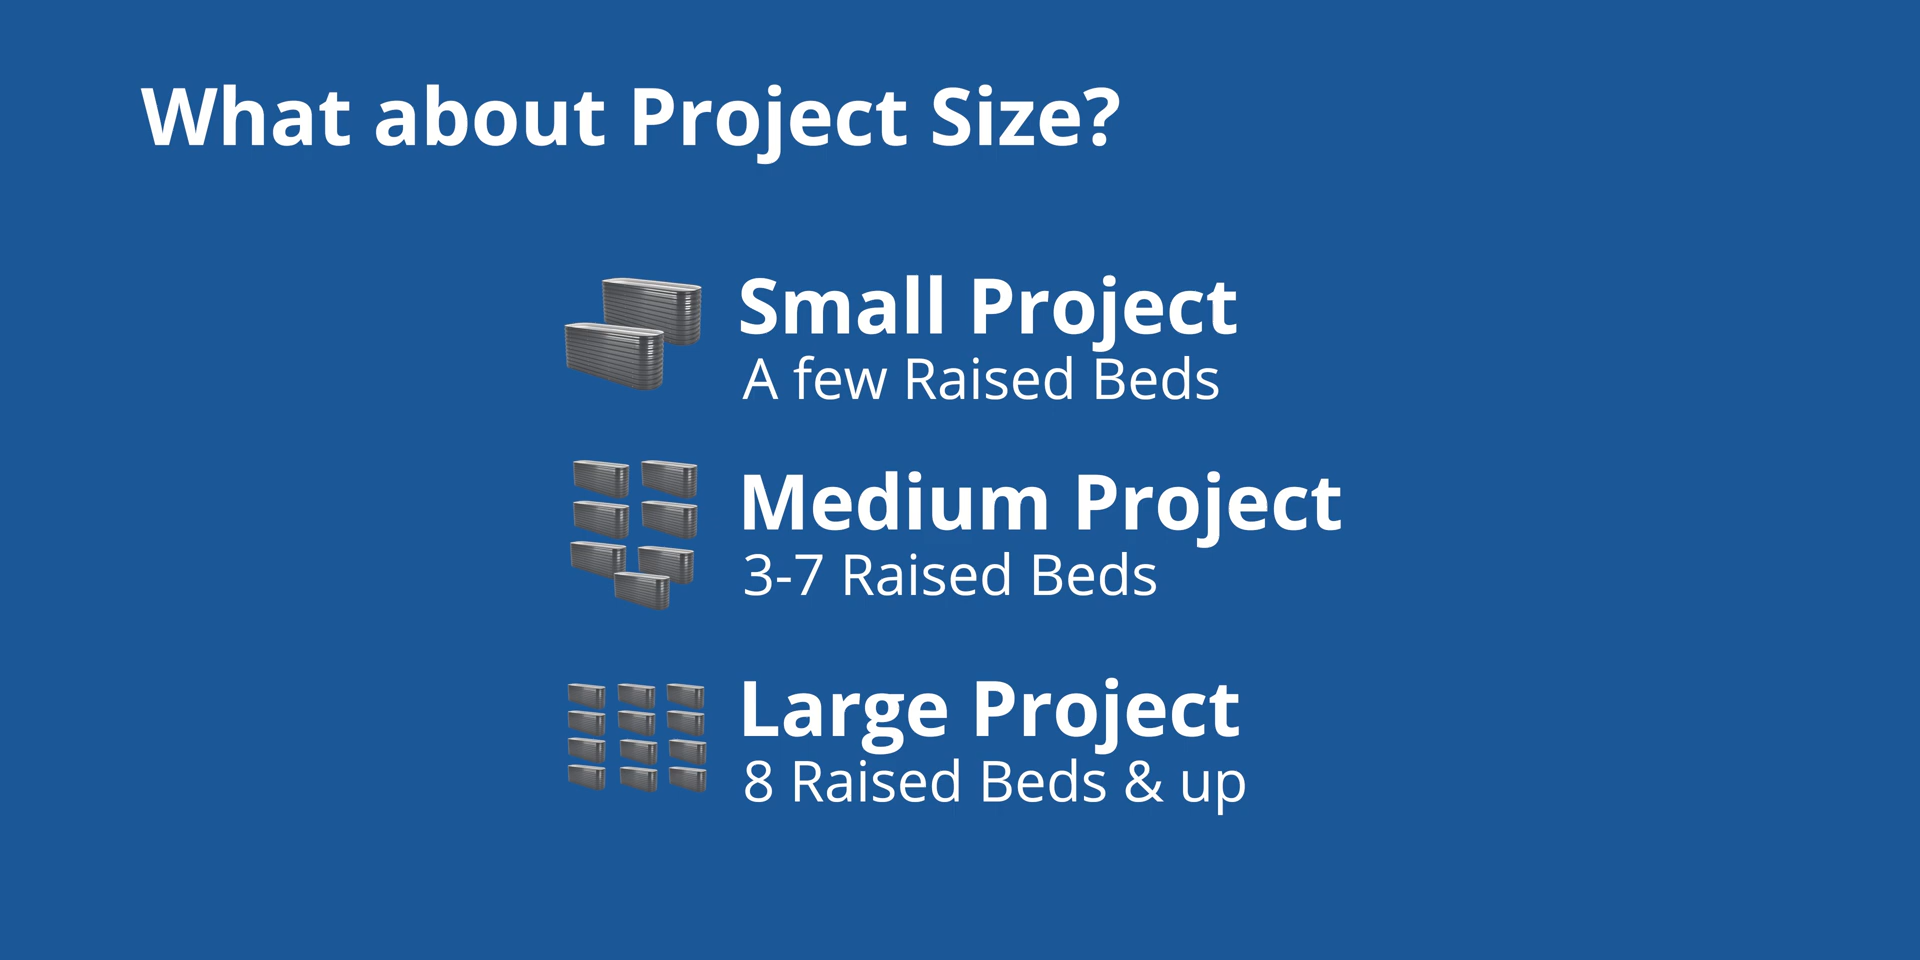 What about Project Size?
Small Project
A few Raised Beds
Medium Project
3-7 Raised Beds
Large Project
8 Raised Beds & up